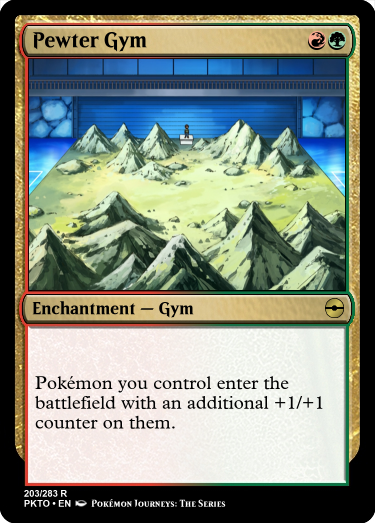 Pewter Gym
Enchantment — Gym
Pokémon you control enter the
battlefield with an additional +1/+1
counter on them.
203/283 R
PKTO • EN Pokémon Journeys: The Series